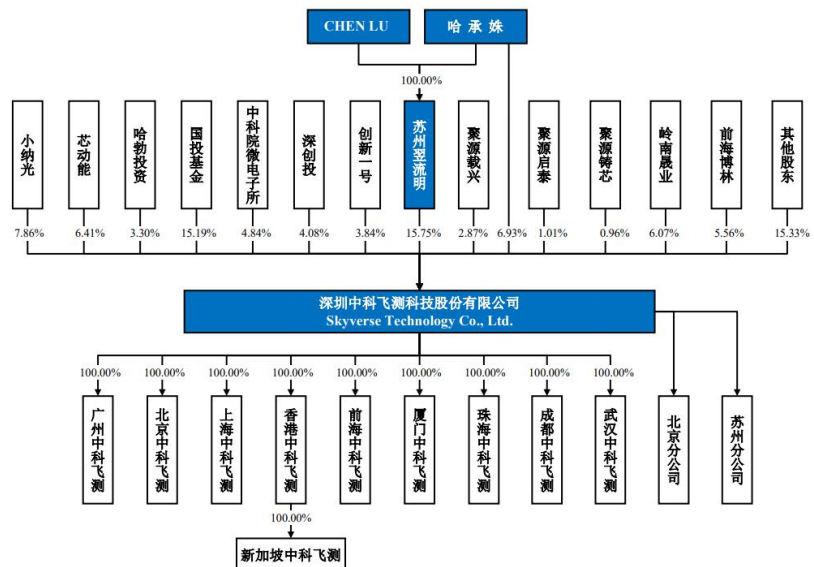 CHEN LU
哈承姝
100.00%
小纳光
芯动能
哈勃投资
国投基金
中科院微电子所
深创投
创新一号
苏州翌流明
聚源载兴
聚源启泰
聚源铸芯
岭南晟业
前海博林
其他股东
7.86%
6.41%
3.30%
15.19%
4.84%
4.08%
3.84%
15.75%
2.87%
6.93%
1.01%
0.96%
6.07%
5.56%
15.33%
深圳中科飞测科技股份有限公司
Skyverse Technology Co., Ltd.
100.00%
100.00%
100.00%
100.00%
100.00%
100.00%
100.00%
100.00%
100.00%
广州中科飞测
北京中科飞测
上海中科飞测
香港中科飞测
前海中科飞测
厦门中科飞测
珠海中科飞测
成都中科飞测
武汉中科飞测
北京分公司
苏州分公司
100.00%
新加坡中科飞测